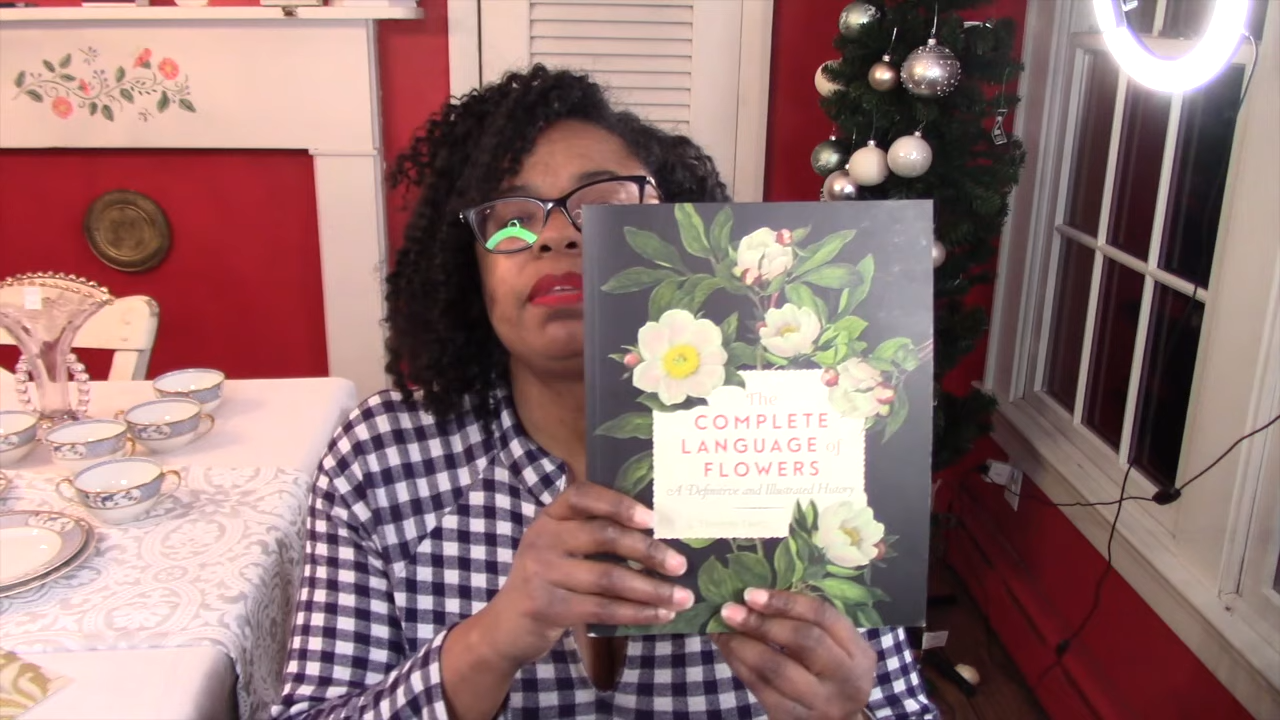 The
COMPLETE
LANGUAGE of
FLOWERS
A Definitive and Illustrated History